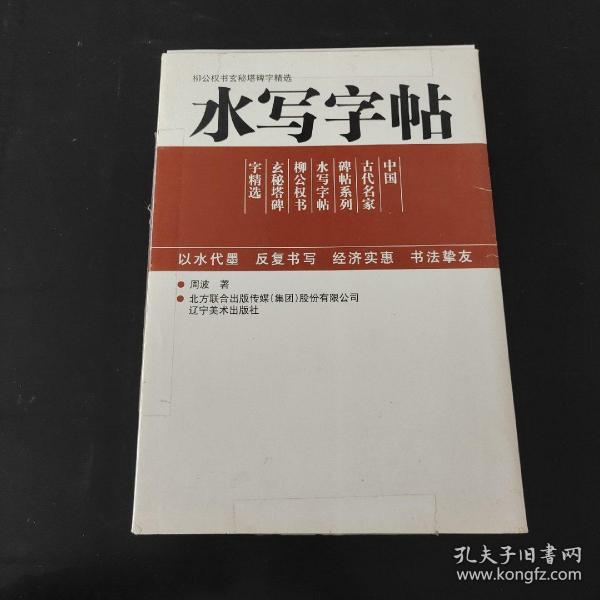 柳公权书玄秘塔碑字精选
水写字帖
中国
古代名家
碑帖系列
水写字帖
柳公权书
玄秘塔碑
字精选
以水代墨 反复书写 经济实惠 书法挚友
●周波 著
●北方联合出版传媒(集团)股份有限公司
辽宁美术出版社
孔夫子旧书网
www.kongfz.com